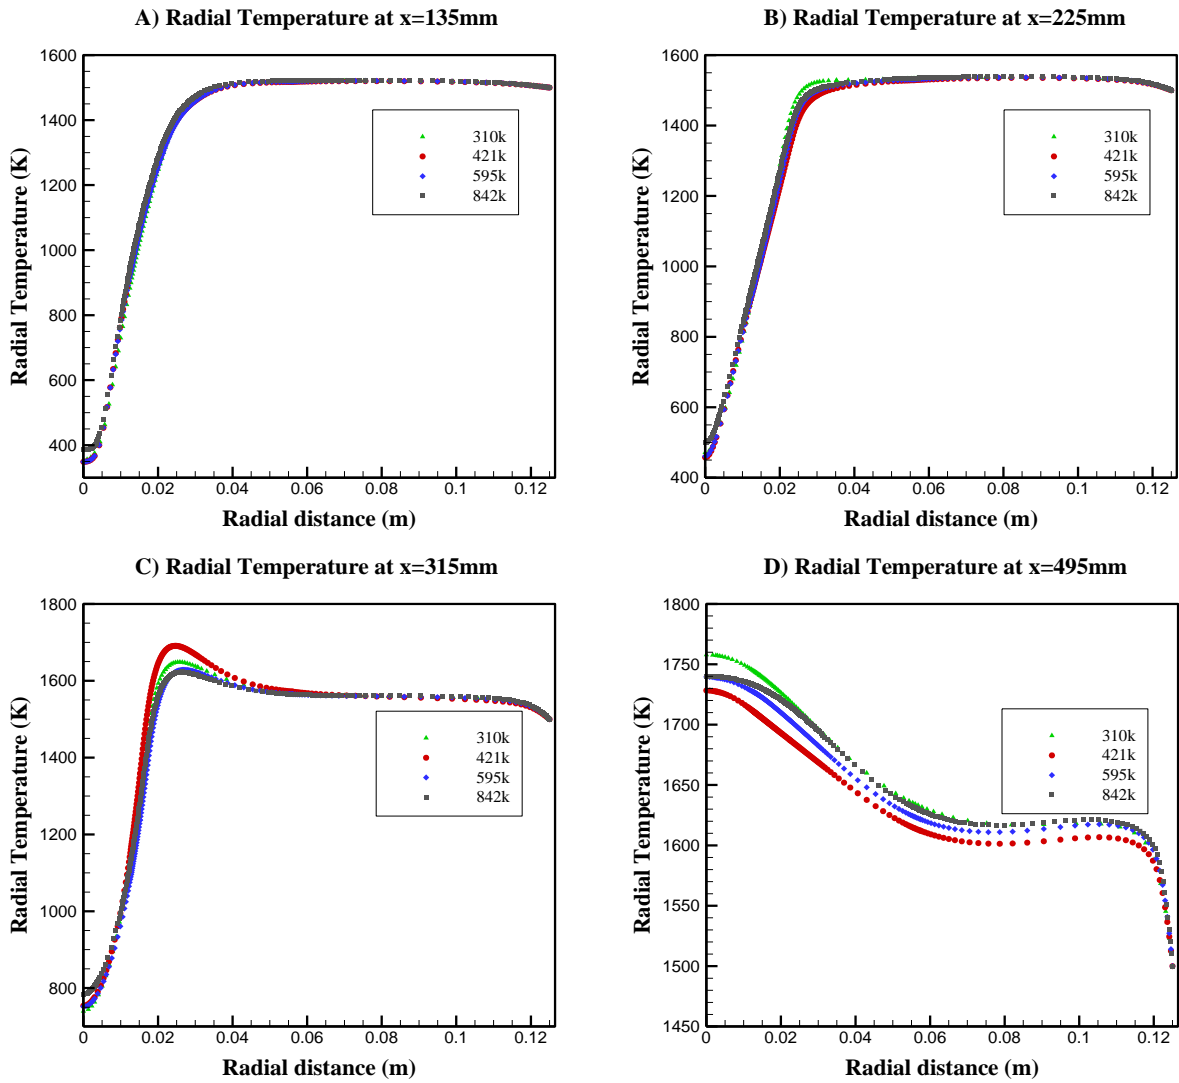 A) Radial Temperature at x=135mm
Radial Temperature (K)
1600
1400
1200
1000
800
600
400
310k
421k
595k
842k
0 0.02 0.04 0.06 0.08 0.1 0.12
Radial distance (m)
B) Radial Temperature at x=225mm
Radial Temperature (K)
1600
1400
1200
1000
800
600
400
310k
421k
595k
842k
0 0.02 0.04 0.06 0.08 0.1 0.12
Radial distance (m)
C) Radial Temperature at x=315mm
Radial Temperature (K)
1800
1600
1400
1200
1000
800
310k
421k
595k
842k
0 0.02 0.04 0.06 0.08 0.1 0.12
Radial distance (m)
D) Radial Temperature at x=495mm
Radial Temperature (K)
1800
1750
1700
1650
1600
1550
1500
1450
310k
421k
595k
842k
0 0.02 0.04 0.06 0.08 0.1 0.12
Radial distance (m)